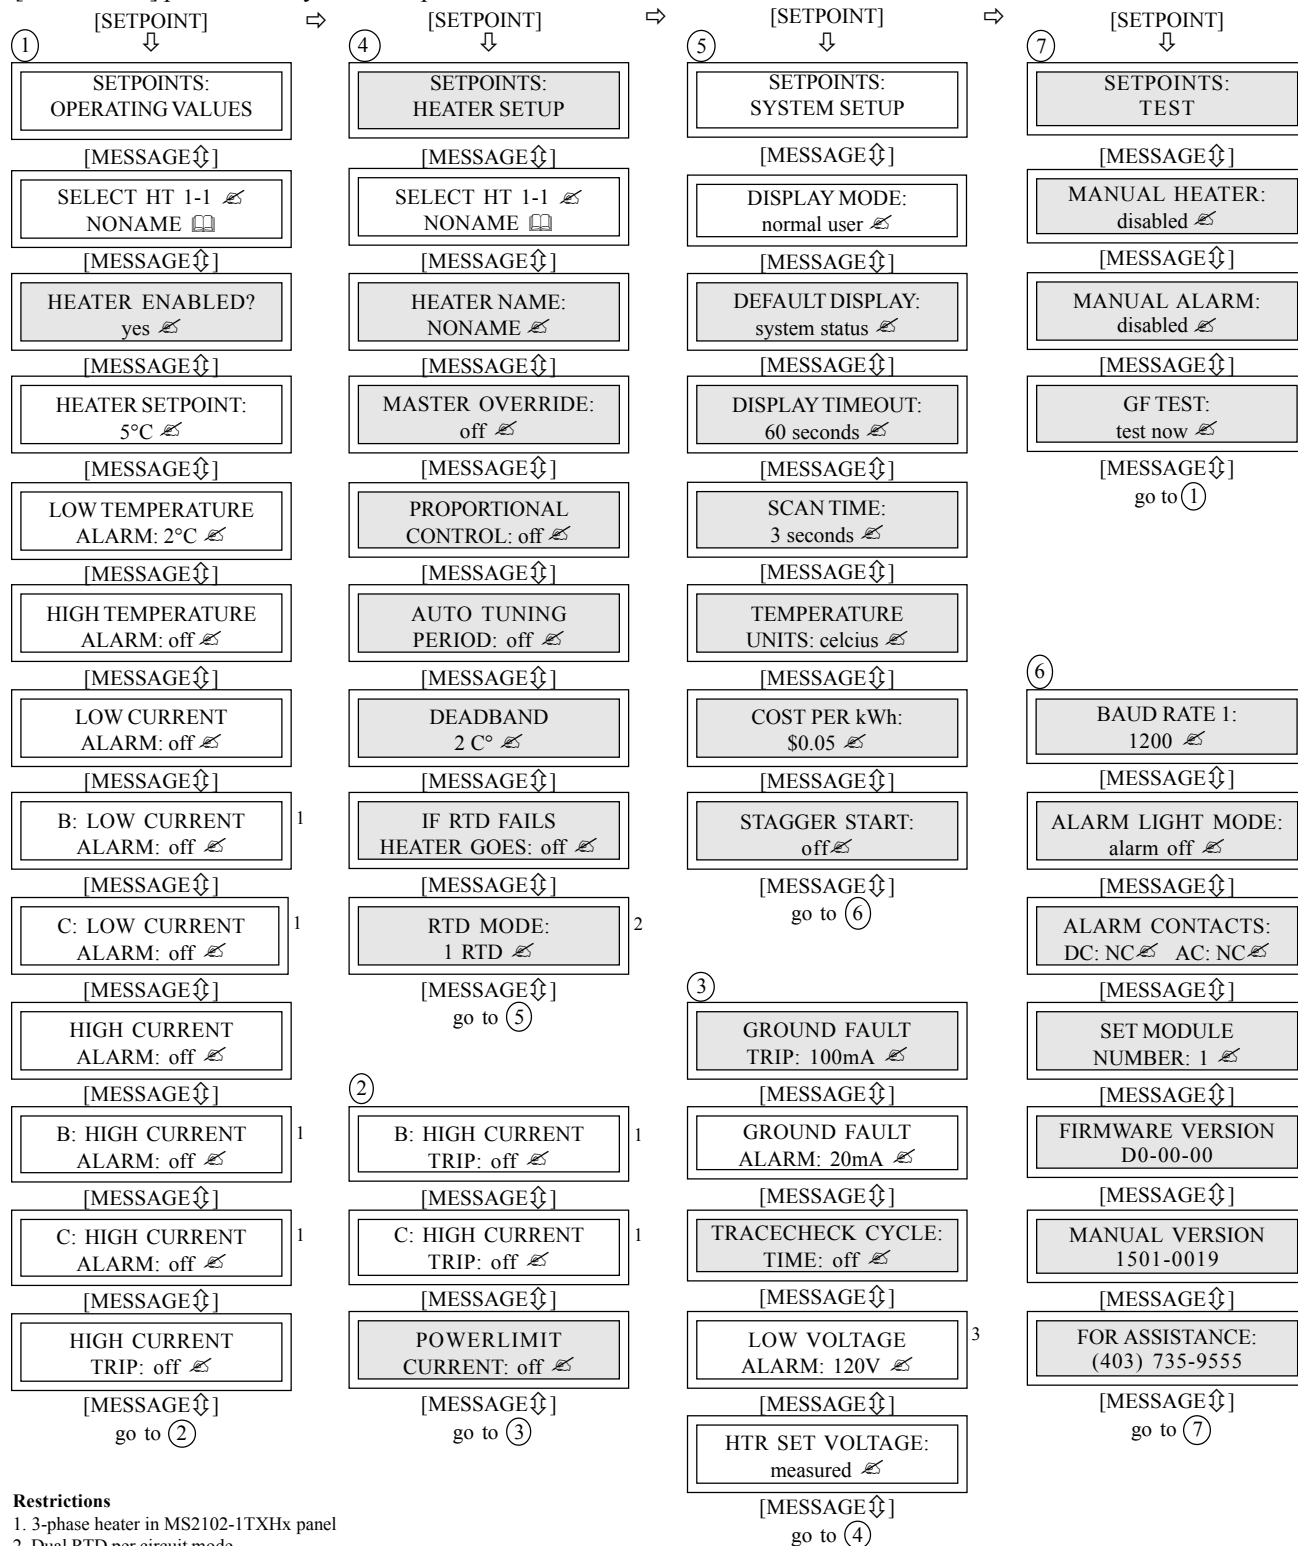 [SETPOINT]
①
SETPOINTS:
OPERATING VALUES
[MESSAGE⇳]
SELECT HT 1-1
NONAME
[MESSAGE⇳]
HEATER ENABLED?
yes
[MESSAGE⇳]
HEATER SETPOINT:
5°C
[MESSAGE⇳]
LOW TEMPERATURE
ALARM: 2°C
[MESSAGE⇳]
HIGH TEMPERATURE
ALARM: off
[MESSAGE⇳]
LOW CURRENT
ALARM: off
[MESSAGE⇳]
B: LOW CURRENT 1
ALARM: off
[MESSAGE⇳]
C: LOW CURRENT 1
ALARM: off
[MESSAGE⇳]
HIGH CURRENT
ALARM: off
[MESSAGE⇳]
B: HIGH CURRENT 1
ALARM: off
[MESSAGE⇳]
C: HIGH CURRENT 1
ALARM: off
[MESSAGE⇳]
HIGH CURRENT
TRIP: off
[MESSAGE⇳]
go to ②
[SETPOINT]
④
SETPOINTS:
HEATER SETUP
[MESSAGE⇳]
SELECT HT 1-1
NONAME
[MESSAGE⇳]
HEATER NAME:
NONAME
[MESSAGE⇳]
MASTER OVERRIDE:
off
[MESSAGE⇳]
PROPORTIONAL
CONTROL: off
[MESSAGE⇳]
AUTO TUNING
PERIOD: off
[MESSAGE⇳]
DEADBAND
2 C°
[MESSAGE⇳]
IF RTD FAILS
HEATER GOES: off
[MESSAGE⇳]
RTD MODE: 2
1 RTD
[MESSAGE⇳]
go to ⑤
②
B: HIGH CURRENT 1
TRIP: off
[MESSAGE⇳]
C: HIGH CURRENT 1
TRIP: off
[MESSAGE⇳]
POWERLIMIT
CURRENT: off
[MESSAGE⇳]
go to ③
[SETPOINT]
⑤
SETPOINTS:
SYSTEM SETUP
[MESSAGE⇳]
DISPLAY MODE:
normal user
[MESSAGE⇳]
DEFAULT DISPLAY:
system status
[MESSAGE⇳]
DISPLAY TIMEOUT:
60 seconds
[MESSAGE⇳]
SCAN TIME:
3 seconds
[MESSAGE⇳]
TEMPERATURE
UNITS: celcius
[MESSAGE⇳]
COST PER kWh:
$0.05
[MESSAGE⇳]
STAGGER START:
off
[MESSAGE⇳]
go to ⑥
③
GROUND FAULT
TRIP: 100mA
[MESSAGE⇳]
GROUND FAULT
ALARM: 20mA
[MESSAGE⇳]
TRACECHECK CYCLE:
TIME: off
[MESSAGE⇳]
LOW VOLTAGE 3
ALARM: 120V
[MESSAGE⇳]
HTR SET VOLTAGE:
measured
[MESSAGE⇳]
go to ④
[SETPOINT]
⑦
SETPOINTS:
TEST
[MESSAGE⇳]
MANUAL HEATER:
disabled
[MESSAGE⇳]
MANUAL ALARM:
disabled
[MESSAGE⇳]
GF TEST:
test now
[MESSAGE⇳]
go to ①
⑥
BAUD RATE 1:
1200
[MESSAGE⇳]
ALARM LIGHT MODE:
alarm off
[MESSAGE⇳]
ALARM CONTACTS:
DC: NC AC: NC
[MESSAGE⇳]
SET MODULE
NUMBER: 1
[MESSAGE⇳]
FIRMWARE VERSION
D0-00-00
[MESSAGE⇳]
MANUAL VERSION
1501-0019
[MESSAGE⇳]
FOR ASSISTANCE:
(403) 735-9555
[MESSAGE⇳]
go to ⑦
Restrictions
1. 3-phase heater in MS2102-1TXHx panel
2. Dual RTD per circuit mode